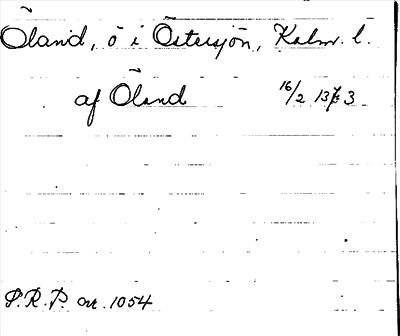 Öland, ö i Östersjön, Kalm. l.
af Öland 16/2 1373
S.R.P. nr. 1054